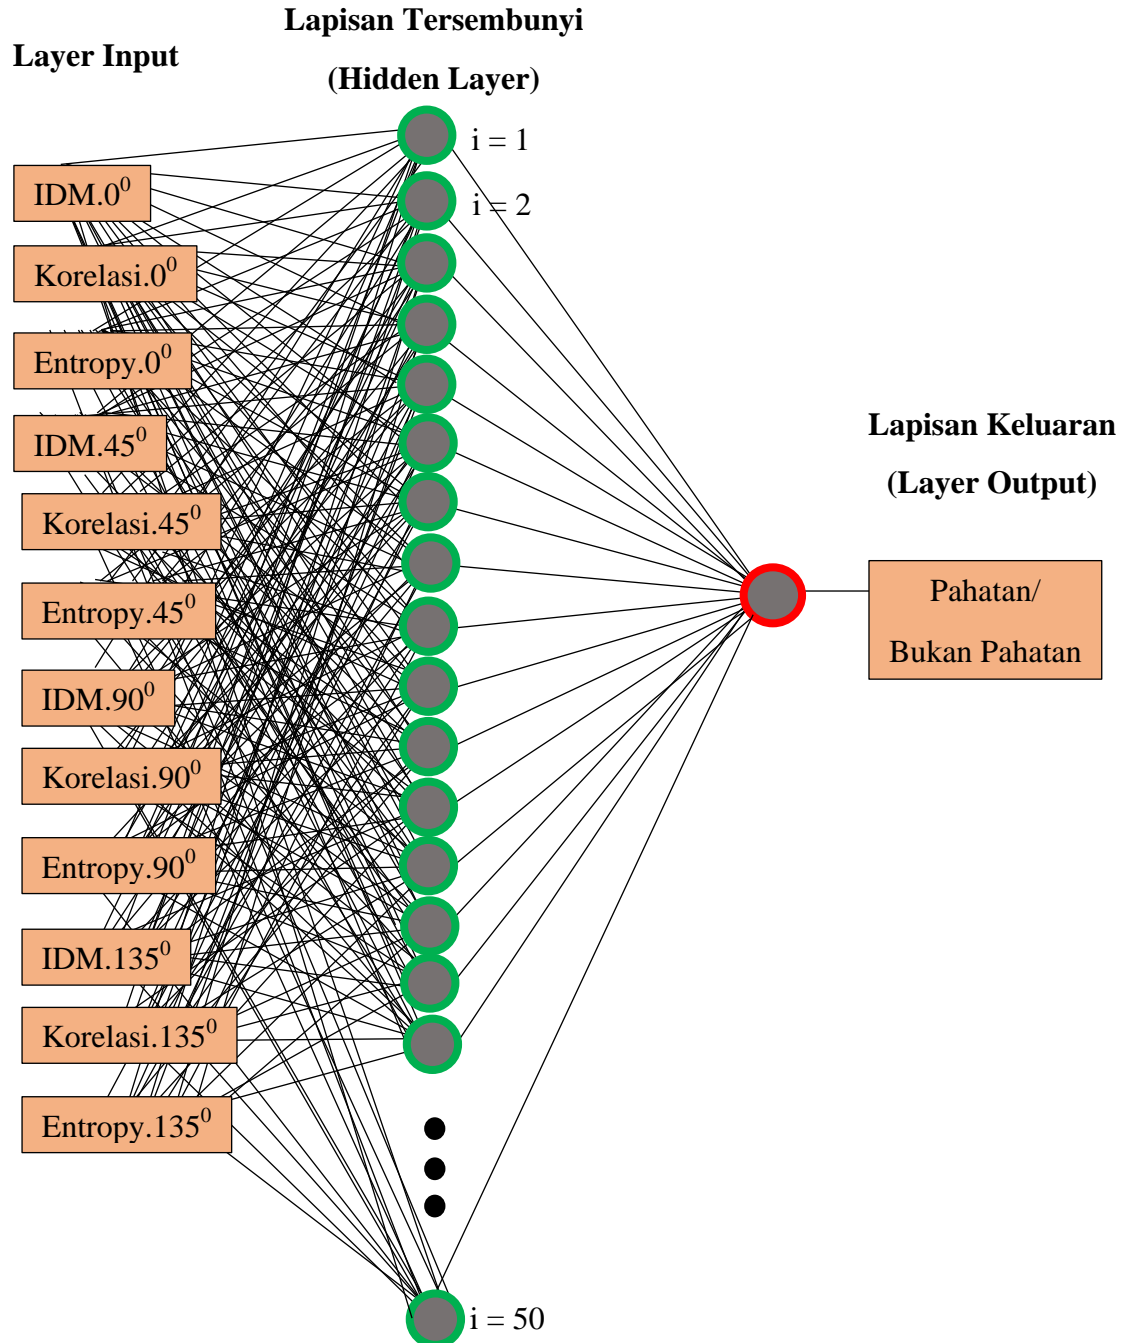 Layer Input
Lapisan Tersembunyi
(Hidden Layer)
i = 1
i = 2
IDM.0⁰
Korelasi.0⁰
Entropy.0⁰
IDM.45⁰
Korelasi.45⁰
Entropy.45⁰
IDM.90⁰
Korelasi.90⁰
Entropy.90⁰
IDM.135⁰
Korelasi.135⁰
Entropy.135⁰
i = 50
Lapisan Keluaran
(Layer Output)
Pahatan/
Bukan Pahatan